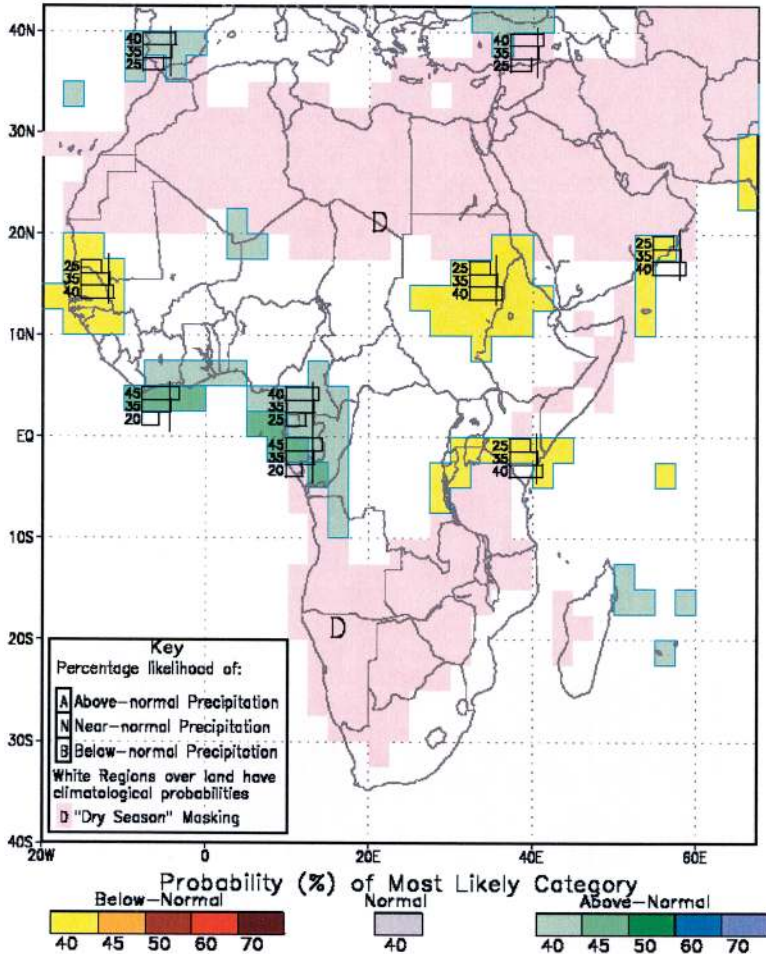 40N
40
35
25
40
35
25
30N
D
20N
25
35
40
25
35
40
25
35
40
10N
45
35
20
40
35
25
EQ
45
35
20
25
35
40
10S
20S
D
30S
40S
Key
Percentage likelihood of:
A Above-normal Precipitation
N Near-normal Precipitation
B Below-normal Precipitation
White Regions over land have
climatological probabilities
D "Dry Season" Masking
20W 0 20E 40E 60E
Probability (%) of Most Likely Category
Below-Normal Normal Above-Normal
40 45 50 60 70 40 40 45 50 60 70